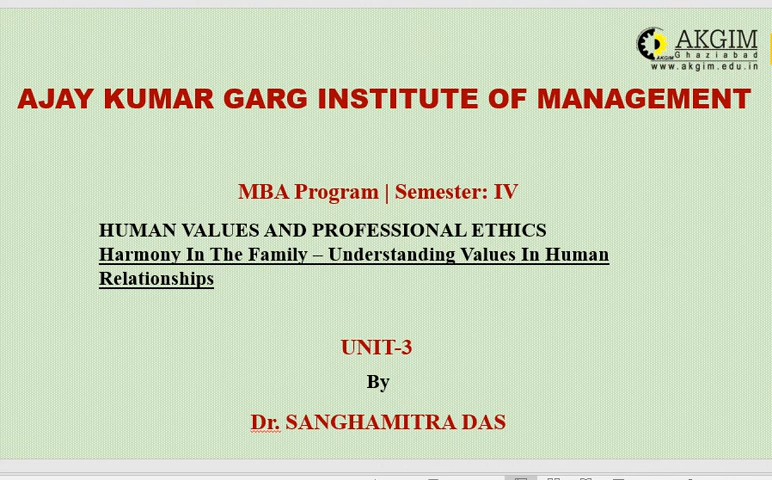 AKGIM
Ghaziabad
AKGIM
www.akgim.edu.in
AJAY KUMAR GARG INSTITUTE OF MANAGEMENT
MBA Program | Semester: IV
HUMAN VALUES AND PROFESSIONAL ETHICS
Harmony In The Family – Understanding Values In Human
Relationships
UNIT-3
By
Dr. SANGHAMITRA DAS